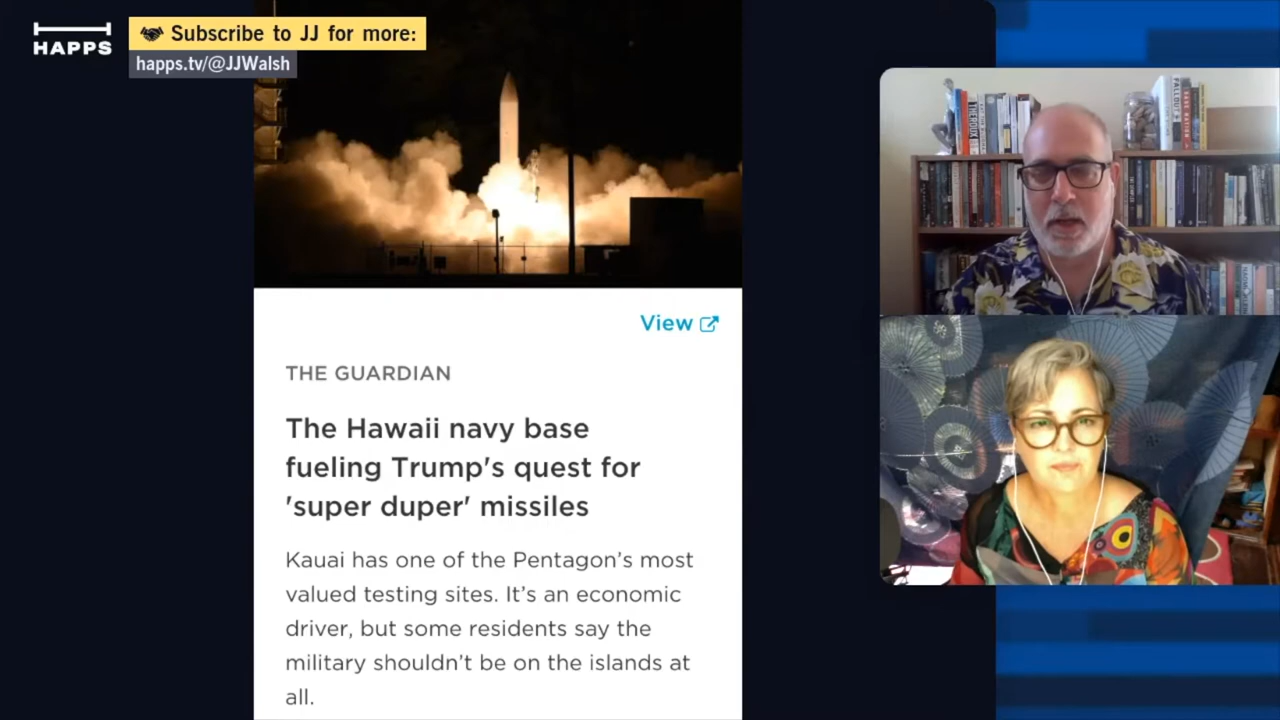 HAPPS
Subscribe to JJ for more:
happs.tv/@JJWalsh
View
THE GUARDIAN
The Hawaii navy base
fueling Trump's quest for
'super duper' missiles
Kauai has one of the Pentagon’s most
valued testing sites. It’s an economic
driver, but some residents say the
military shouldn’t be on the islands at
all.
THEROUX
FALLOUT